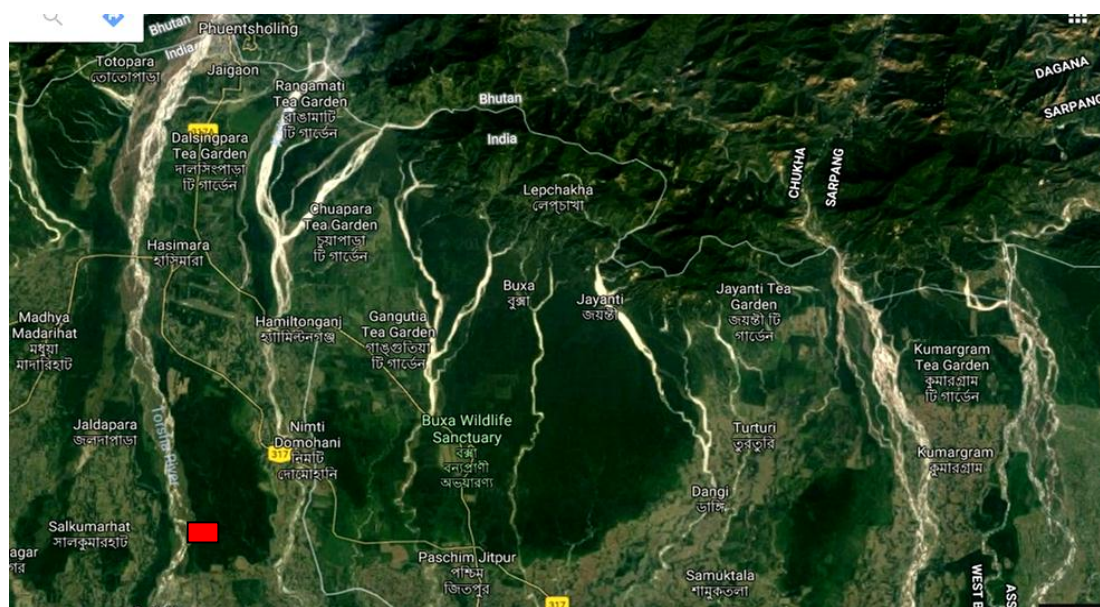 Bhutan
India
Phuentsholing
Totopara
তোতোপাড়া
Jaigaon
Rangamati
Tea Garden
রাঙামাটি
টি গার্ডেন
317A
Dalsingpara
Tea Garden
দালসিংপাড়া
টি গার্ডেন
Bhutan
India
DAGANA
SARPANG
CHUKHA
SARPANG
Lepchakha
লেপ্চাখা
Chuapara
Tea Garden
চুয়াপাড়া
টি গার্ডেন
Hasimara
হাসিমারা
Buxa
বুক্সা
Jayanti
জয়ন্তী
Jayanti Tea
Garden
জয়ন্তী টি
গার্ডেন
Madhya
Madarihat
মধুয়া
মাদারিহাট
Hamiltonganj
হ্যামিল্টনগঞ্জ
Gangutia
Tea Garden
গাঙ্গুতিয়া
টি গার্ডেন
Kumargram
Tea Garden
কুমারগ্রাম
টি গার্ডেন
Jaldapara
জলদাপাড়া
Torsha River
Nimti
Domohani
নিমটি
দোমোহানি
317
Buxa Wildlife
Sanctuary
বক্সা
বন্যপ্রাণী
অভয়ারণ্য
Turturi
তুরতুরি
Kumargram
কুমারগ্রাম
Dangi
ডাঙ্গি
Salkumarhat
সালকুমারহাট
agar
গর
Paschim Jitpur
পশ্চিম
জিতপুর
Samuktala
শামুকতলা
317
WEST B
ASS